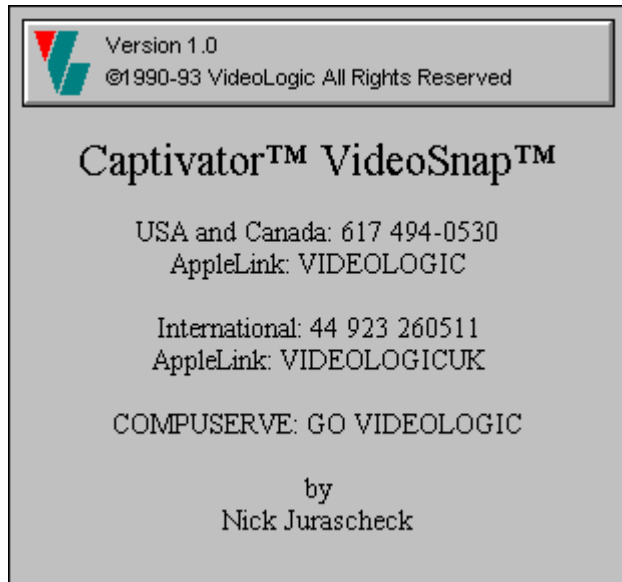 Version 1.0
©1990-93 VideoLogic All Rights Reserved
Captivator™ VideoSnap™
USA and Canada: 617 494-0530
AppleLink: VIDEOLOGIC
International: 44 923 260511
AppleLink: VIDEOLOGICUK
COMPUSERVE: GO VIDEOLOGIC
by
Nick Jurascheck